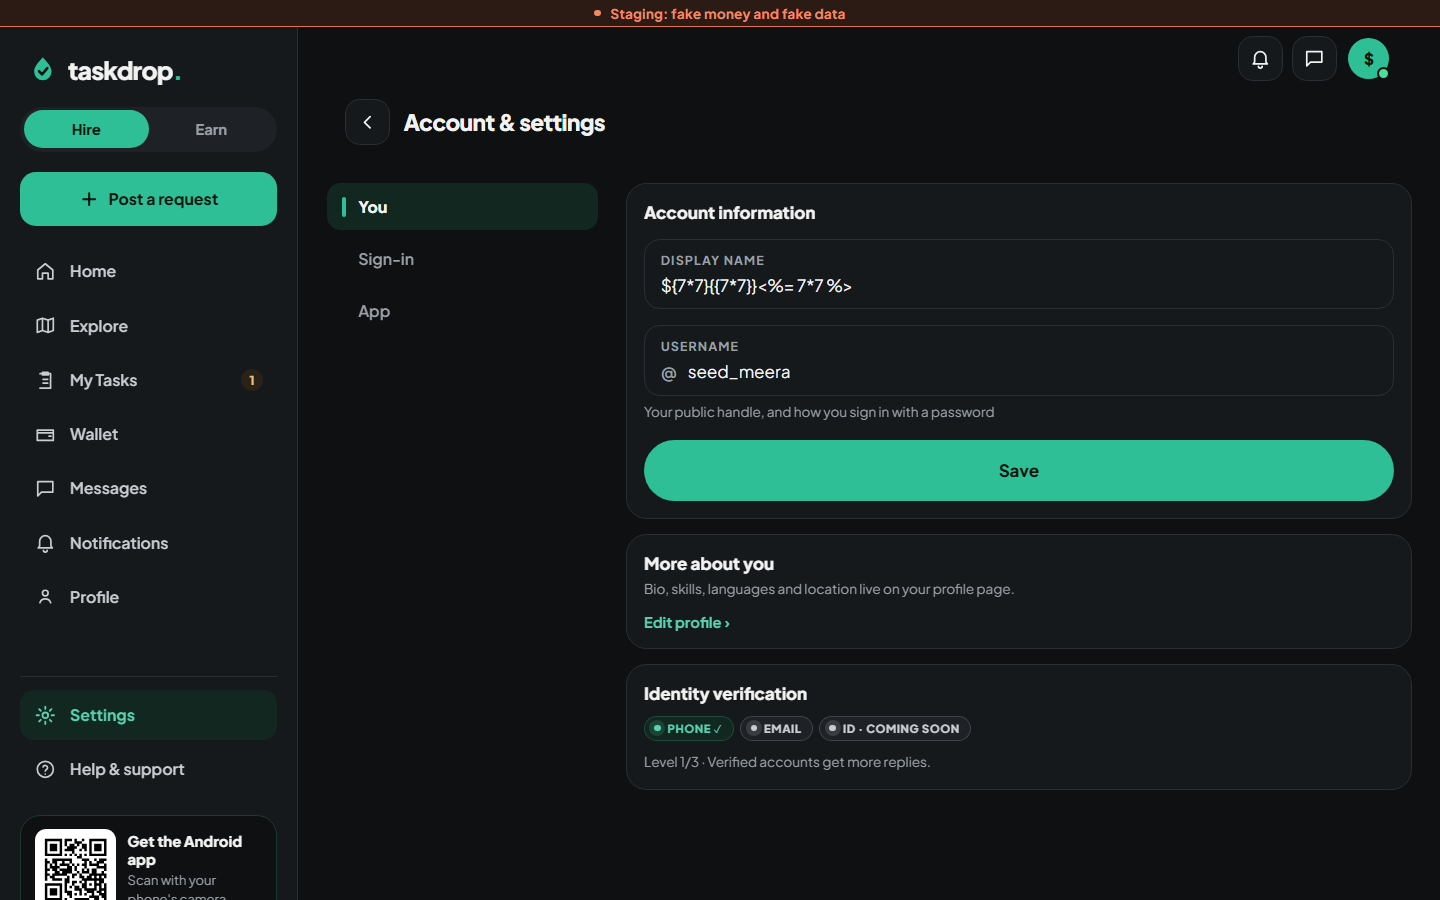 Staging: fake money and fake data
taskdrop.
Hire
Earn
+ Post a request
Home
Explore
My Tasks
1
Wallet
Messages
Notifications
Profile
Settings
Help & support
Get the Android
app
Scan with your
phone's camera
$
Account & settings
You
Sign-in
App
Account information
DISPLAY NAME
${7*7}{{7*7}}<%= 7*7 %>
USERNAME
@ seed_meera
Your public handle, and how you sign in with a password
Save
More about you
Bio, skills, languages and location live on your profile page.
Edit profile ›
Identity verification
PHONE ✓
EMAIL
ID · COMING SOON
Level 1/3 · Verified accounts get more replies.